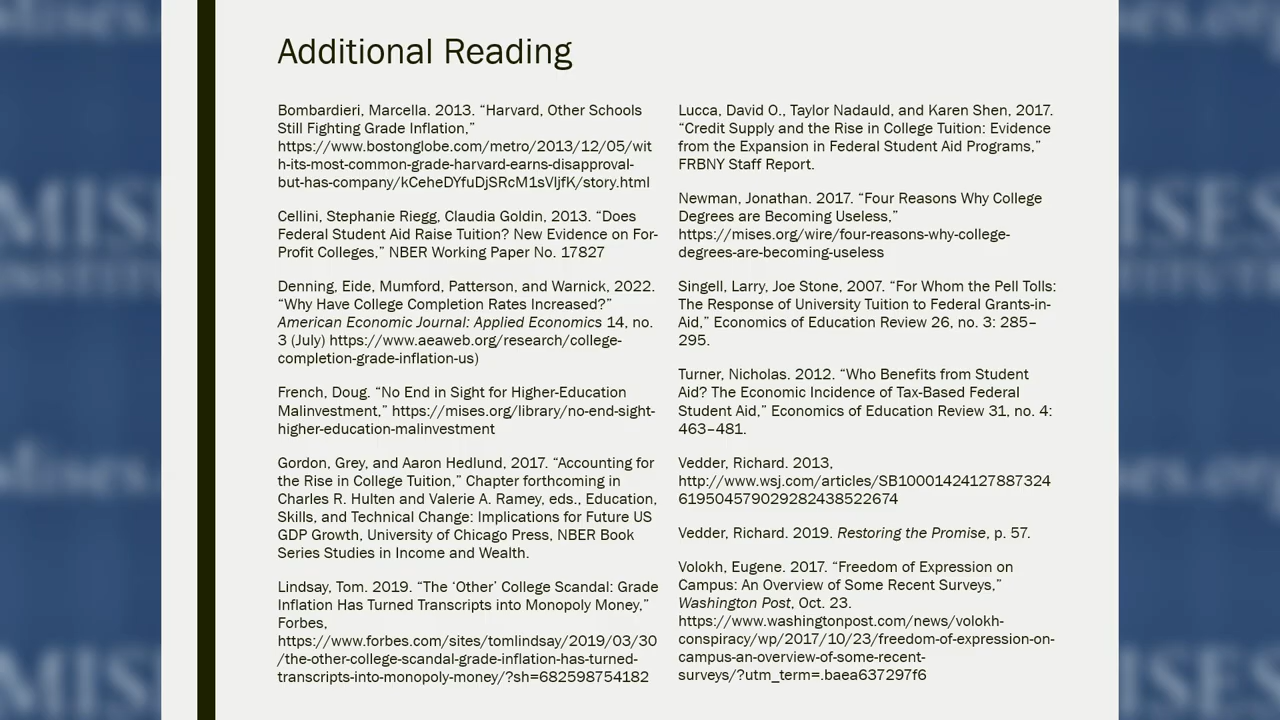 Additional Reading
Bombardieri, Marcella. 2013. “Harvard, Other Schools
Still Fighting Grade Inflation,”
https://www.bostonglobe.com/metro/2013/12/05/wit
h-its-most-common-grade-harvard-earns-disapproval-
but-has-company/kCeheDYfuDjSRcM1sVljfK/story.html
Cellini, Stephanie Riegg, Claudia Goldin, 2013. “Does
Federal Student Aid Raise Tuition? New Evidence on For-
Profit Colleges,” NBER Working Paper No. 17827
Denning, Eide, Mumford, Patterson, and Warnick, 2022.
“Why Have College Completion Rates Increased?”
American Economic Journal: Applied Economics 14, no.
3 (July) https://www.aeaweb.org/research/college-
completion-grade-inflation-us)
French, Doug. “No End in Sight for Higher-Education
Malinvestment,” https://mises.org/library/no-end-sight-
higher-education-malinvestment
Gordon, Grey, and Aaron Hedlund, 2017. “Accounting for
the Rise in College Tuition,” Chapter forthcoming in
Charles R. Hulten and Valerie A. Ramey, eds., Education,
Skills, and Technical Change: Implications for Future US
GDP Growth, University of Chicago Press, NBER Book
Series Studies in Income and Wealth.
Lindsay, Tom. 2019. “The ‘Other’ College Scandal: Grade
Inflation Has Turned Transcripts into Monopoly Money,”
Forbes,
https://www.forbes.com/sites/tomlindsay/2019/03/30
/the-other-college-scandal-grade-inflation-has-turned-
transcripts-into-monopoly-money/?sh=682598754182
Lucca, David O., Taylor Nadauld, and Karen Shen, 2017.
“Credit Supply and the Rise in College Tuition: Evidence
from the Expansion in Federal Student Aid Programs,”
FRBNY Staff Report.
Newman, Jonathan. 2017. “Four Reasons Why College
Degrees are Becoming Useless,”
https://mises.org/wire/four-reasons-why-college-
degrees-are-becoming-useless
Singell, Larry, Joe Stone, 2007. “For Whom the Pell Tolls:
The Response of University Tuition to Federal Grants-in-
Aid,” Economics of Education Review 26, no. 3: 285–
295.
Turner, Nicholas. 2012. “Who Benefits from Student
Aid? The Economic Incidence of Tax-Based Federal
Student Aid,” Economics of Education Review 31, no. 4:
463–481.
Vedder, Richard. 2013,
http://www.wsj.com/articles/SB10001424127887324
619504579029282438522674
Vedder, Richard. 2019. Restoring the Promise, p. 57.
Volokh, Eugene. 2017. “Freedom of Expression on
Campus: An Overview of Some Recent Surveys,”
Washington Post, Oct. 23.
https://www.washingtonpost.com/news/volokh-
conspiracy/wp/2017/10/23/freedom-of-expression-on-
campus-an-overview-of-some-recent-
surveys/?utm_term=.baea637297f6